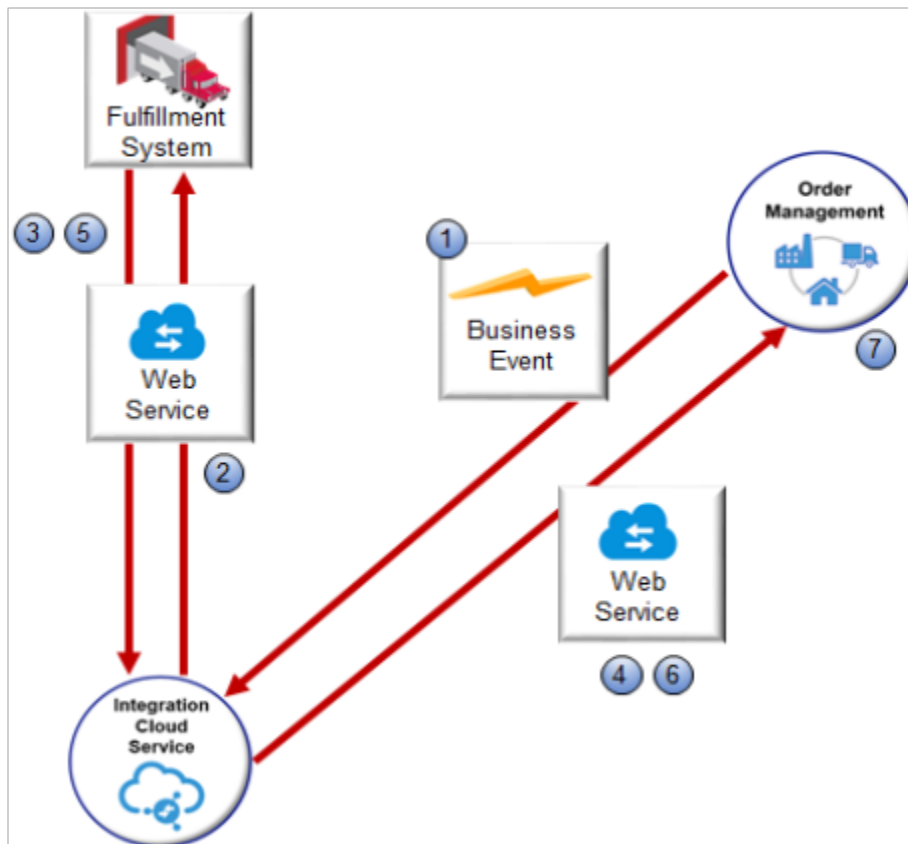 Fulfillment
System
Order
Management
3 5
1
Business
Event
7
Web
Service
2
Web
Service
4 6
Integration
Cloud
Service